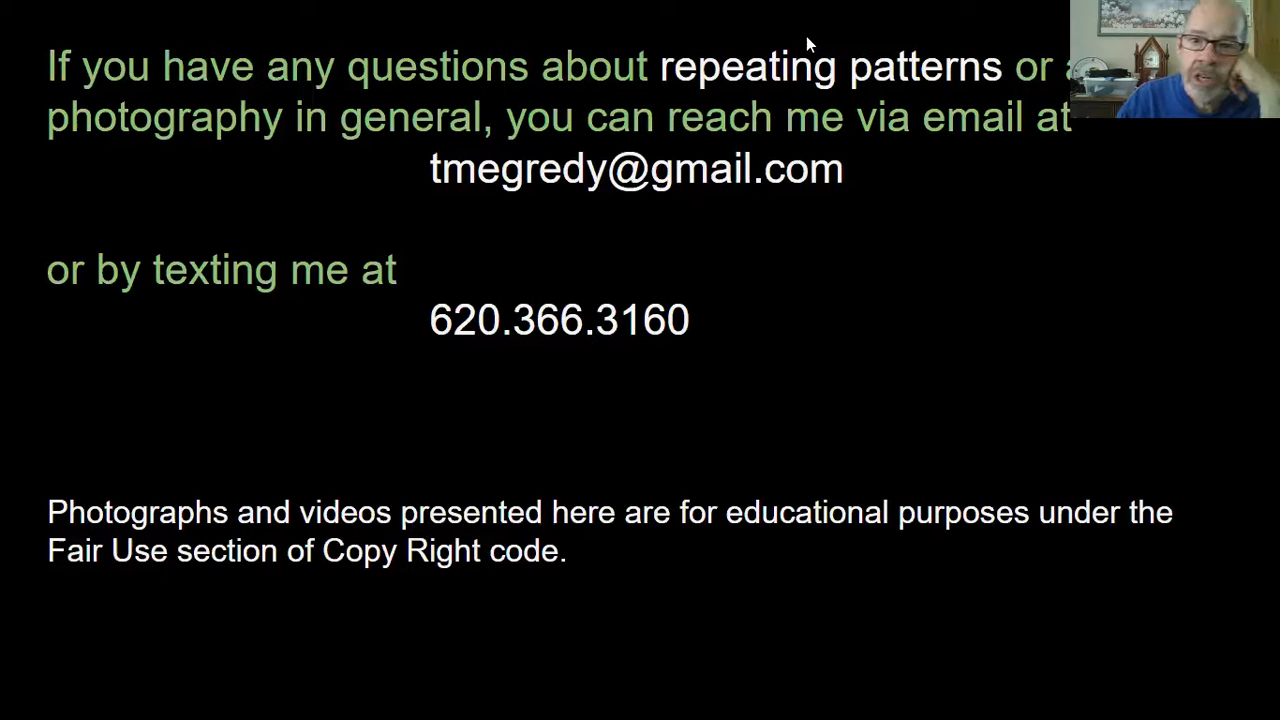 If you have any questions about repeating patterns or
photography in general, you can reach me via email at
tmegredy@gmail.com
or by texting me at
620.366.3160
Photographs and videos presented here are for educational purposes under the
Fair Use section of Copy Right code.